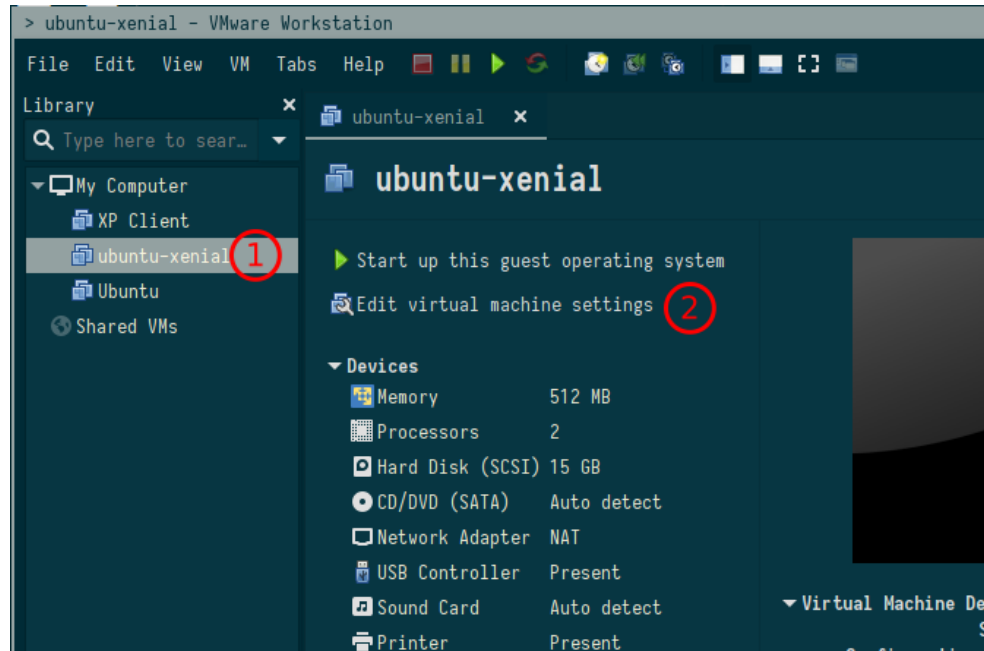 > ubuntu-xenial - VMware Workstation
File Edit View VM Tabs Help
Library ×
ubuntu-xenial ×
Type here to sear…
My Computer
ubuntu-xenial
XP Client
ubuntu-xenial 1
Start up this guest operating system
Ubuntu
Edit virtual machine settings 2
Shared VMs
Devices
Memory 512 MB
Processors 2
Hard Disk (SCSI) 15 GB
CD/DVD (SATA) Auto detect
Network Adapter NAT
USB Controller Present
Sound Card Auto detect
Virtual Machine De
Printer Present